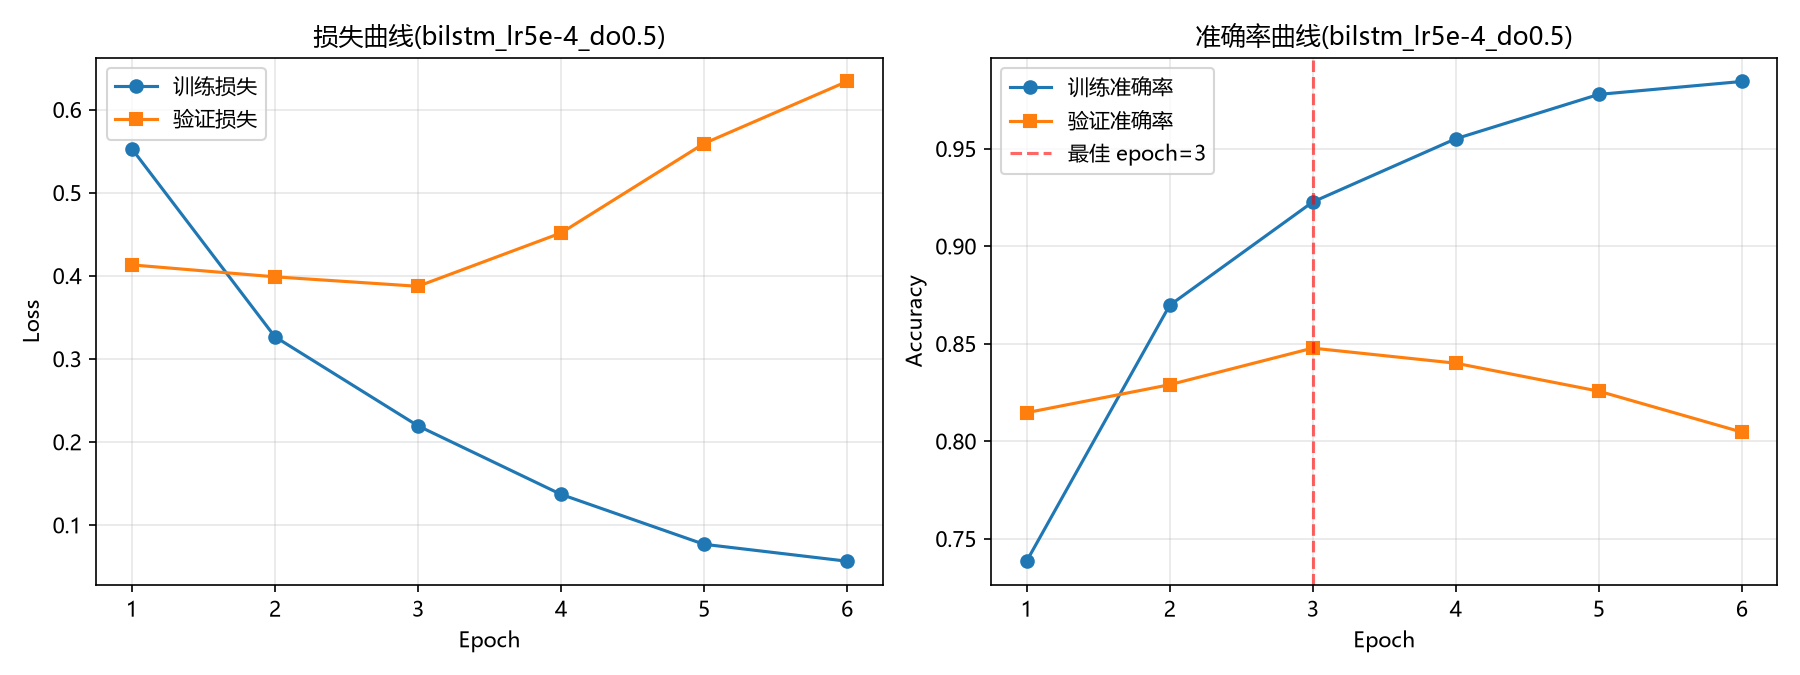 损失曲线(bilstm_lr5e-4_do0.5)
训练损失
验证损失
0.6
0.5
0.4
0.3
0.2
0.1
Loss
1 2 3 4 5 6
Epoch
准确率曲线(bilstm_lr5e-4_do0.5)
训练准确率
验证准确率
最佳 epoch=3
0.95
0.90
0.85
0.80
0.75
Accuracy
1 2 3 4 5 6
Epoch